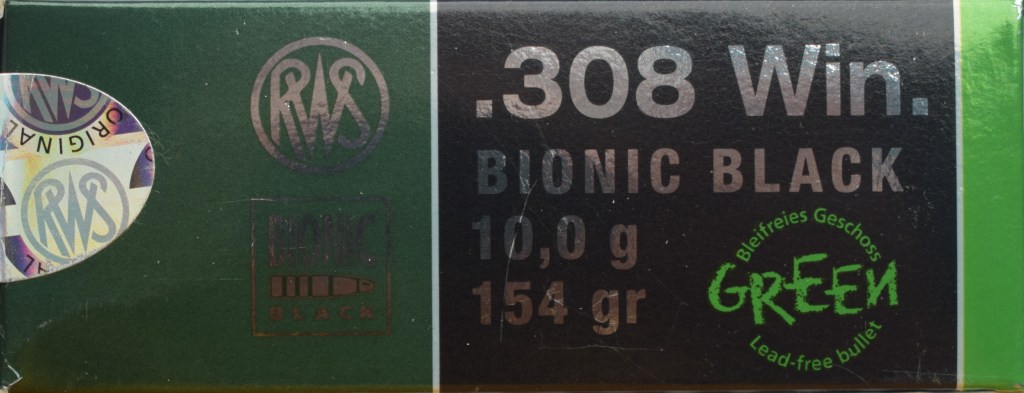 RWS
ORIGINAL
RWS
RWS
BIONIC
BLACK
.308 Win.
BIONIC BLACK
10,0 g
154 gr
Bleifreies Geschoss
GREEN
Lead-free bullet